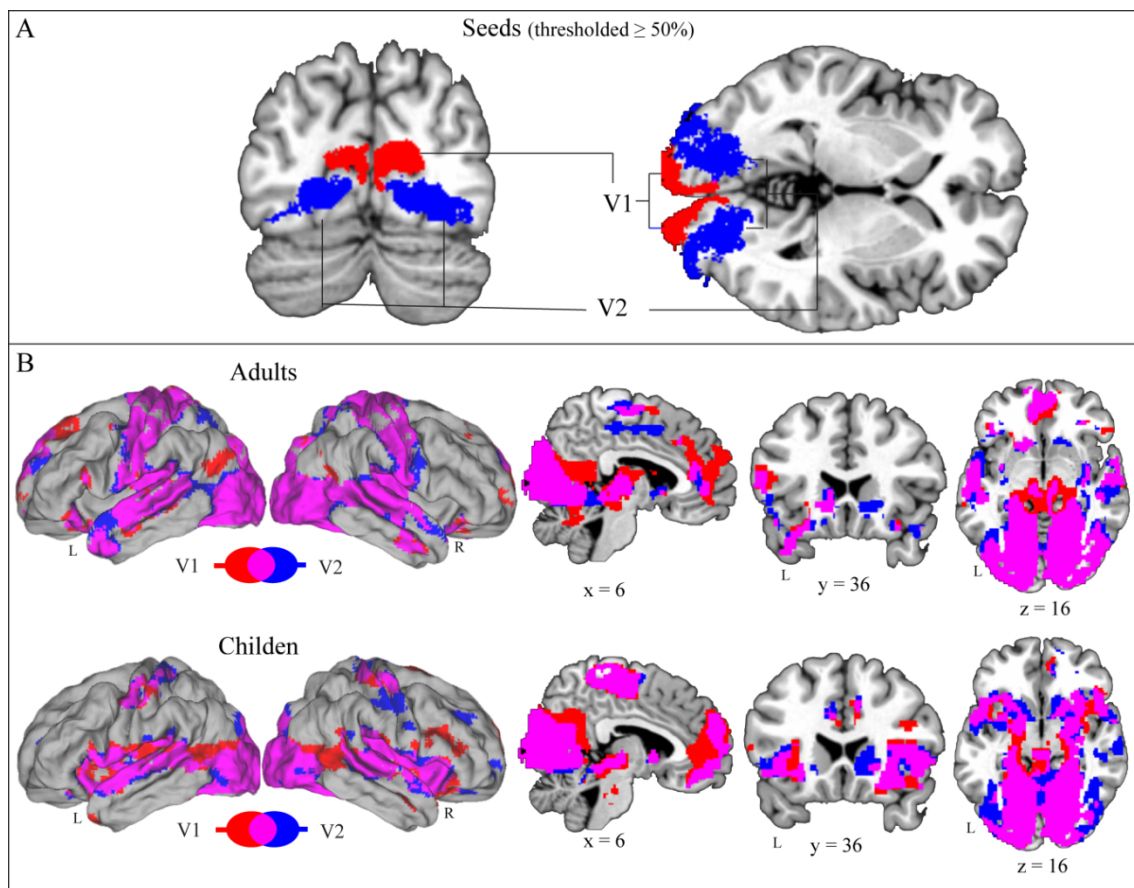 A
Seeds (thresholded ≥ 50%)
V1
V2
B
Adults
L
R
V1
V2
x = 6
L
y = 36
L
z = 16
Childen
L
R
V1
V2
x = 6
L
y = 36
L
z = 16